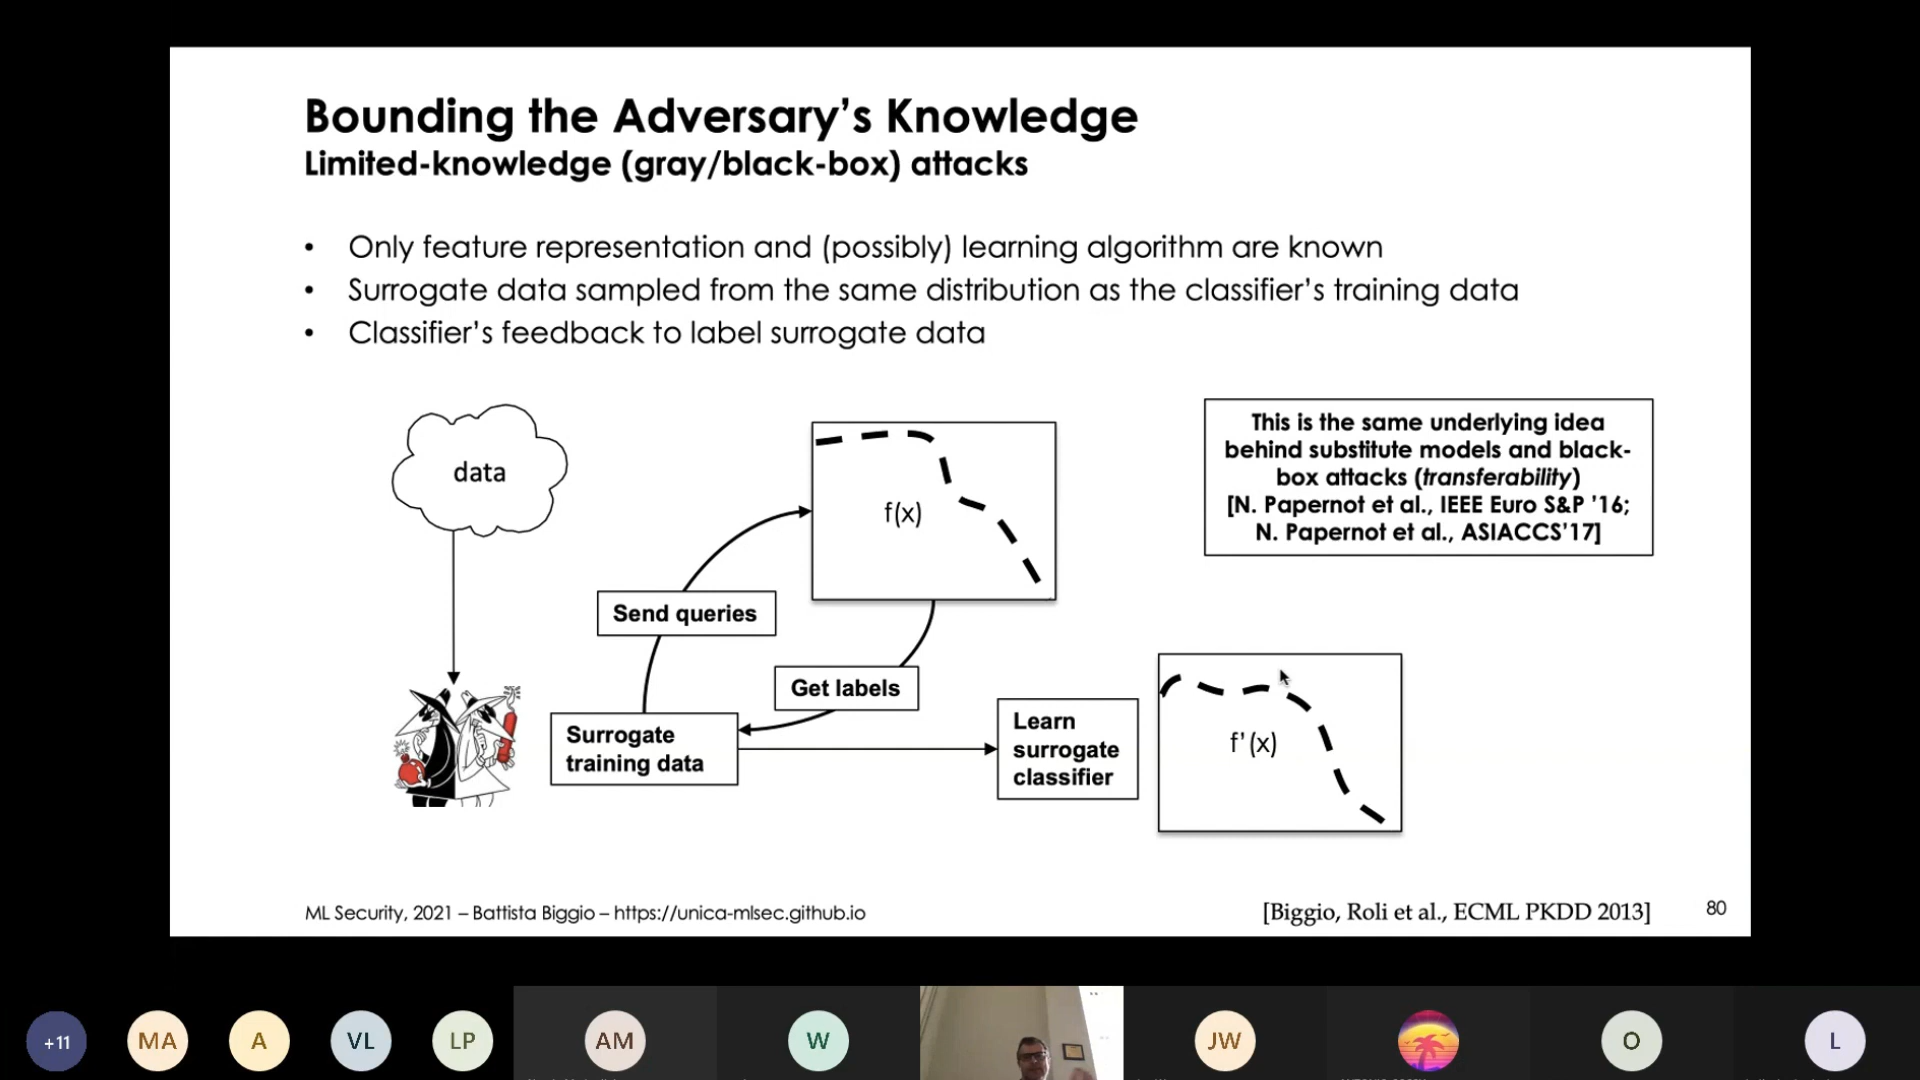 Bounding the Adversary's Knowledge
Limited-knowledge (gray/black-box) attacks
• Only feature representation and (possibly) learning algorithm are known
• Surrogate data sampled from the same distribution as the classifier's training data
• Classifier's feedback to label surrogate data
data
f(x)
This is the same underlying idea
behind substitute models and black-
box attacks (transferability)
[N. Papernot et al., IEEE Euro S&P '16;
N. Papernot et al., ASIACCS'17]
Send queries
Get labels
Surrogate
training data
Learn
surrogate
classifier
f'(x)
ML Security, 2021 – Battista Biggio – https://unica-mlsec.github.io
[Biggio, Roli et al., ECML PKDD 2013]
80
+11
MA
A
VL
LP
AM
W
JW
O
L